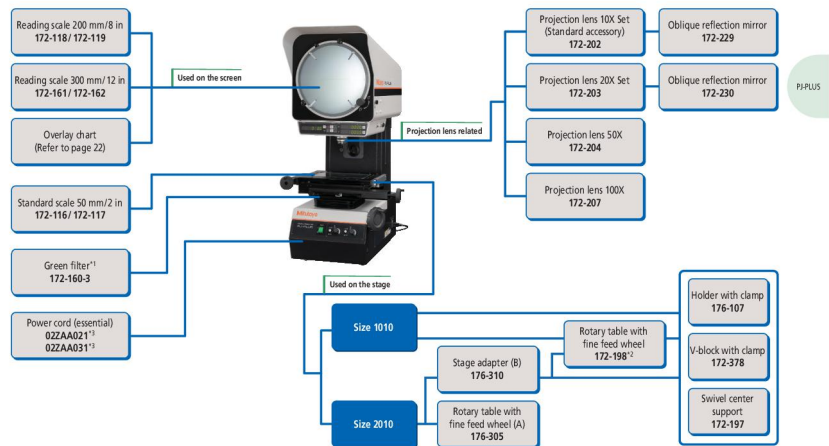 Reading scale 200 mm/8 in
172-118/ 172-119
Reading scale 300 mm/12 in
172-161/ 172-162
Overlay chart
(Refer to page 22)
Used on the screen
Standard scale 50 mm/2 in
172-116/ 172-117
Green filter*1
172-160-3
Power cord (essential)
02ZAA021*3
02ZAA031*3
Mitutoyo
Projection lens related
Projection lens 10X Set
(Standard accessory)
172-202
Oblique reflection mirror
172-229
Projection lens 20X Set
172-203
Oblique reflection mirror
172-230
Projection lens 50X
172-204
Projection lens 100X
172-207
PJ-PLUS
Used on the stage
Size 1010
Size 2010
Stage adapter (B)
176-310
Rotary table with
fine feed wheel (A)
176-305
Rotary table with
fine feed wheel
172-198*2
Holder with clamp
176-107
V-block with clamp
172-378
Swivel center
support
172-197